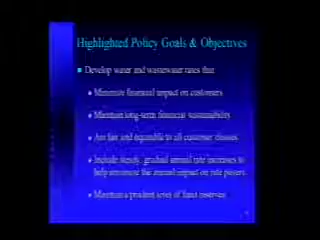 Highlighted Policy Goals & Objectives
Develop water and wastewater rates that
Minimize financial impact on customers
Maintain long-term financial sustainability
Are fair and equitable to all customer classes
Include steady, gradual annual rate increases to
help minimize the annual impact on rate payers
Maintain a prudent level of fund reserves